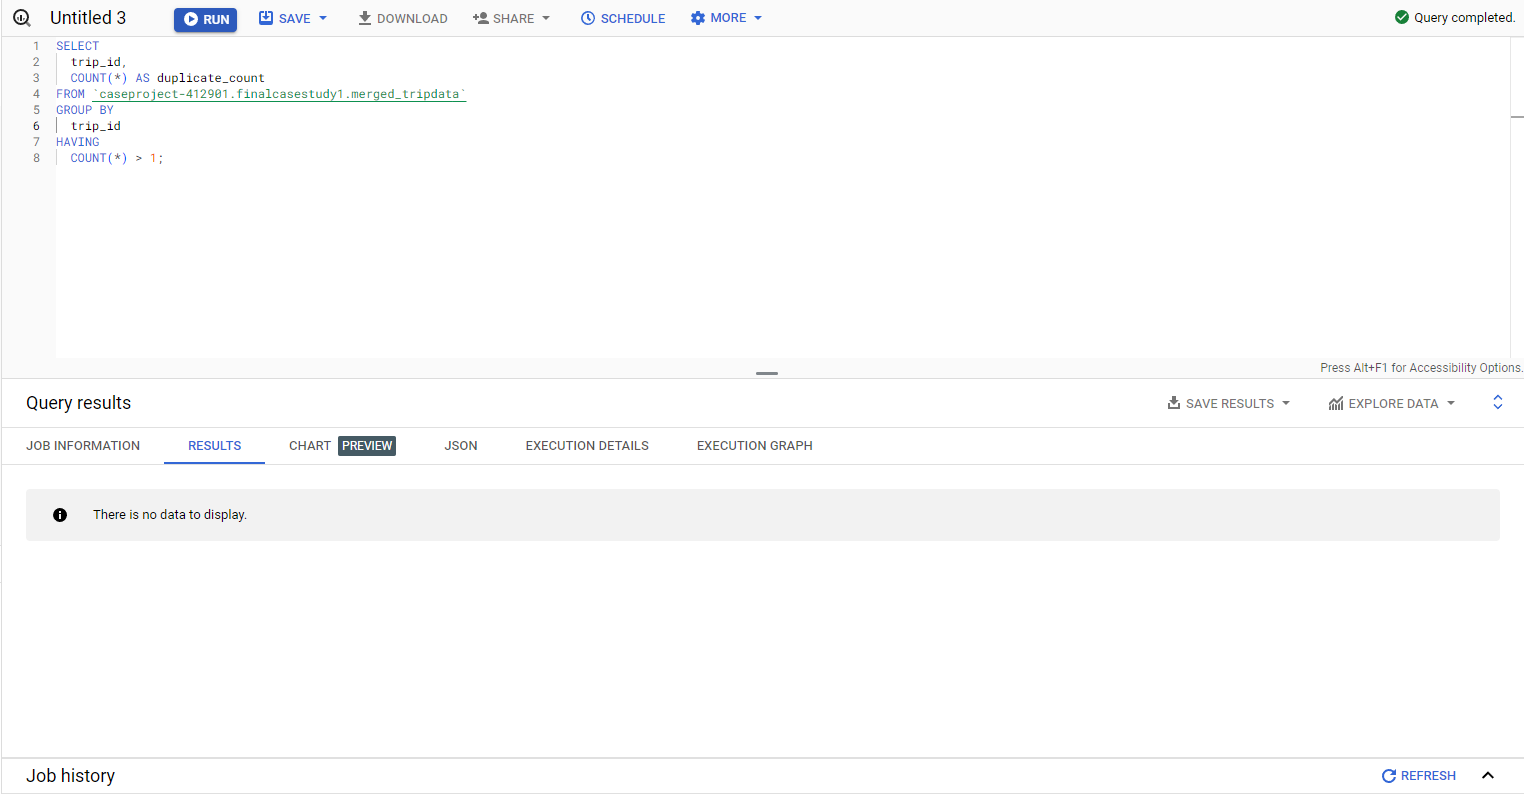 Untitled 3 RUN SAVE DOWNLOAD SHARE SCHEDULE MORE Query completed.
1 SELECT
2 trip_id,
3 COUNT(*) AS duplicate_count
4 FROM `caseproject-412901.finalcasestudy1.merged_tripdata`
5 GROUP BY
6 trip_id
7 HAVING
8 COUNT(*) > 1;
Press Alt+F1 for Accessibility Options.
Query results SAVE RESULTS EXPLORE DATA
JOB INFORMATION RESULTS CHART PREVIEW JSON EXECUTION DETAILS EXECUTION GRAPH
There is no data to display.
Job history REFRESH